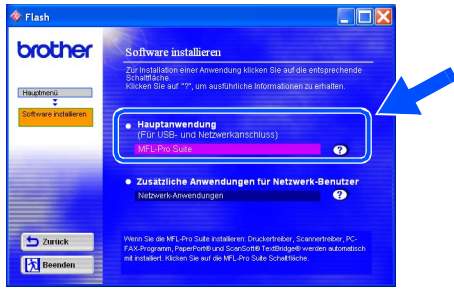 Flash
brother
Software installieren
Zur Installation einer Anwendung klicken Sie auf die entsprechende
Schaltfläche.
Klicken Sie auf "?", um ausführliche Informationen zu erhalten.
Hauptmenü
Software installieren
Hauptanwendung
(Für USB- und Netzwerkanschluss)
MFL-Pro Suite
?
Zusätzliche Anwendungen für Netzwerk-Benutzer
Netzwerk-Anwendungen
?
Zurück
Beenden
Wenn Sie die MFL-Pro Suite installieren: Druckertreiber, Scannertreiber, PC-
FAX-Programm, PaperPort® und ScanSoft® TextBridge® werden automatisch
mit installiert. Klicken Sie auf die MFL-Pro Suite Schaltfläche.